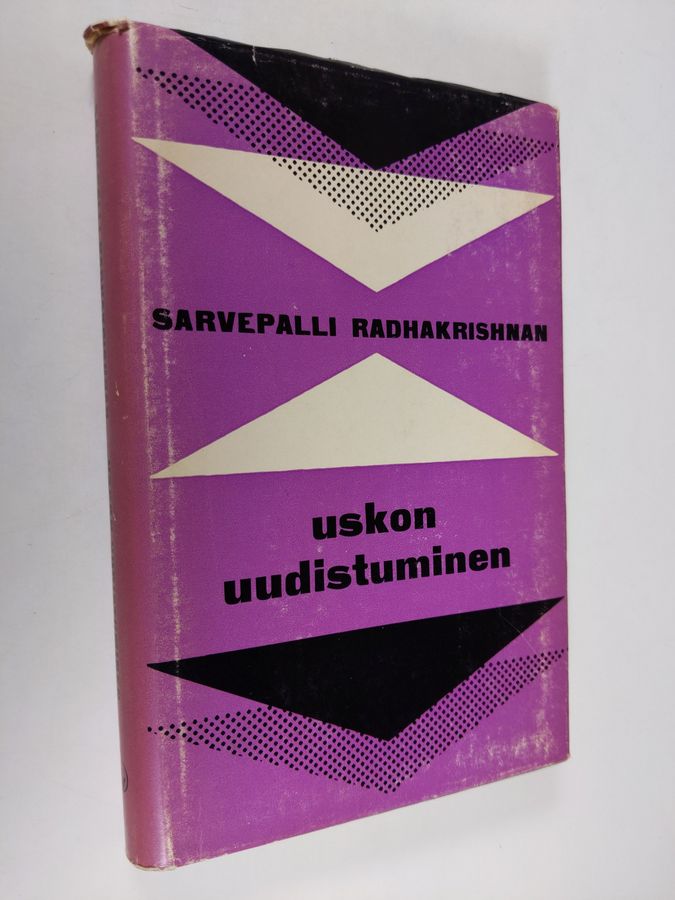 SARVEPALLI RADHAKRISHNAN
uskon
uudistuminen